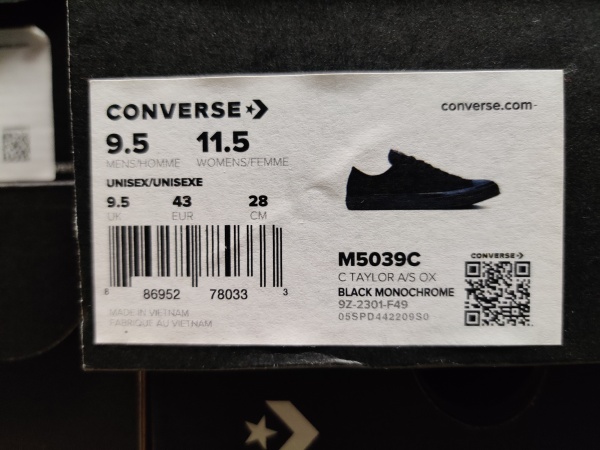 CONVERSE
converse.com
9.5 11.5
MENS/HOMME WOMENS/FEMME
UNISEX/UNISEXE
9.5 43 28
UK EUR CM
8 86952 78033 3
MADE IN VIETNAM
FABRIQUÉ AU VIETNAM
M5039C
C TAYLOR A/S OX
BLACK MONOCHROME
9Z-2301-F49
05SPD442209S0
CONVERSE